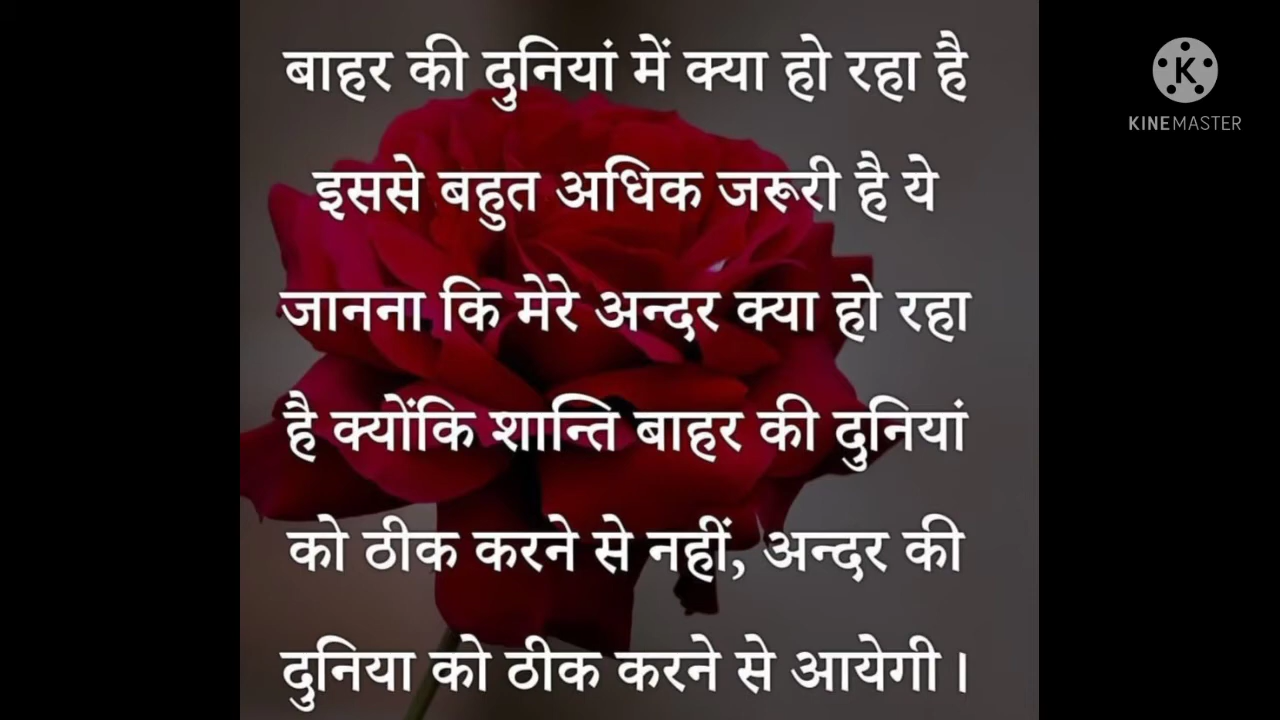 बाहर की दुनियां में क्या हो रहा है
इससे बहुत अधिक जरूरी है ये
जानना कि मेरे अन्दर क्या हो रहा
है क्योंकि शान्ति बाहर की दुनियां
को ठीक करने से नहीं, अन्दर की
दुनिया को ठीक करने से आयेगी।
K
KINEMASTER